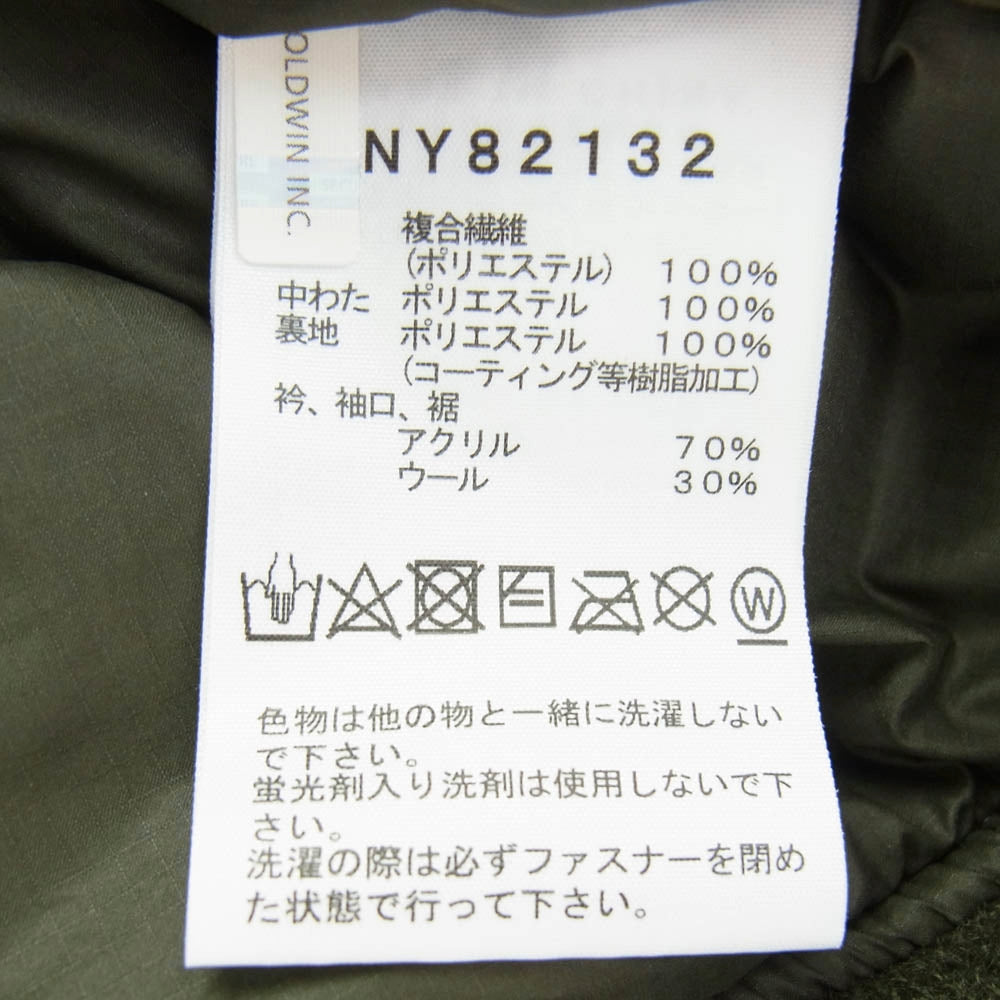 OLDWIN INC.
NY82132
複合繊維
(ポリエステル) 100%
中わた ポリエステル 100%
裏地 ポリエステル 100%
(コーティング等樹脂加工)
衿、袖口、裾
アクリル 70%
ウール 30%
W
色物は他の物と一緒に洗濯しない
で下さい。
蛍光剤入り洗剤は使用しないで下
さい。
洗濯の際は必ずファスナーを閉め
た状態で行って下さい。